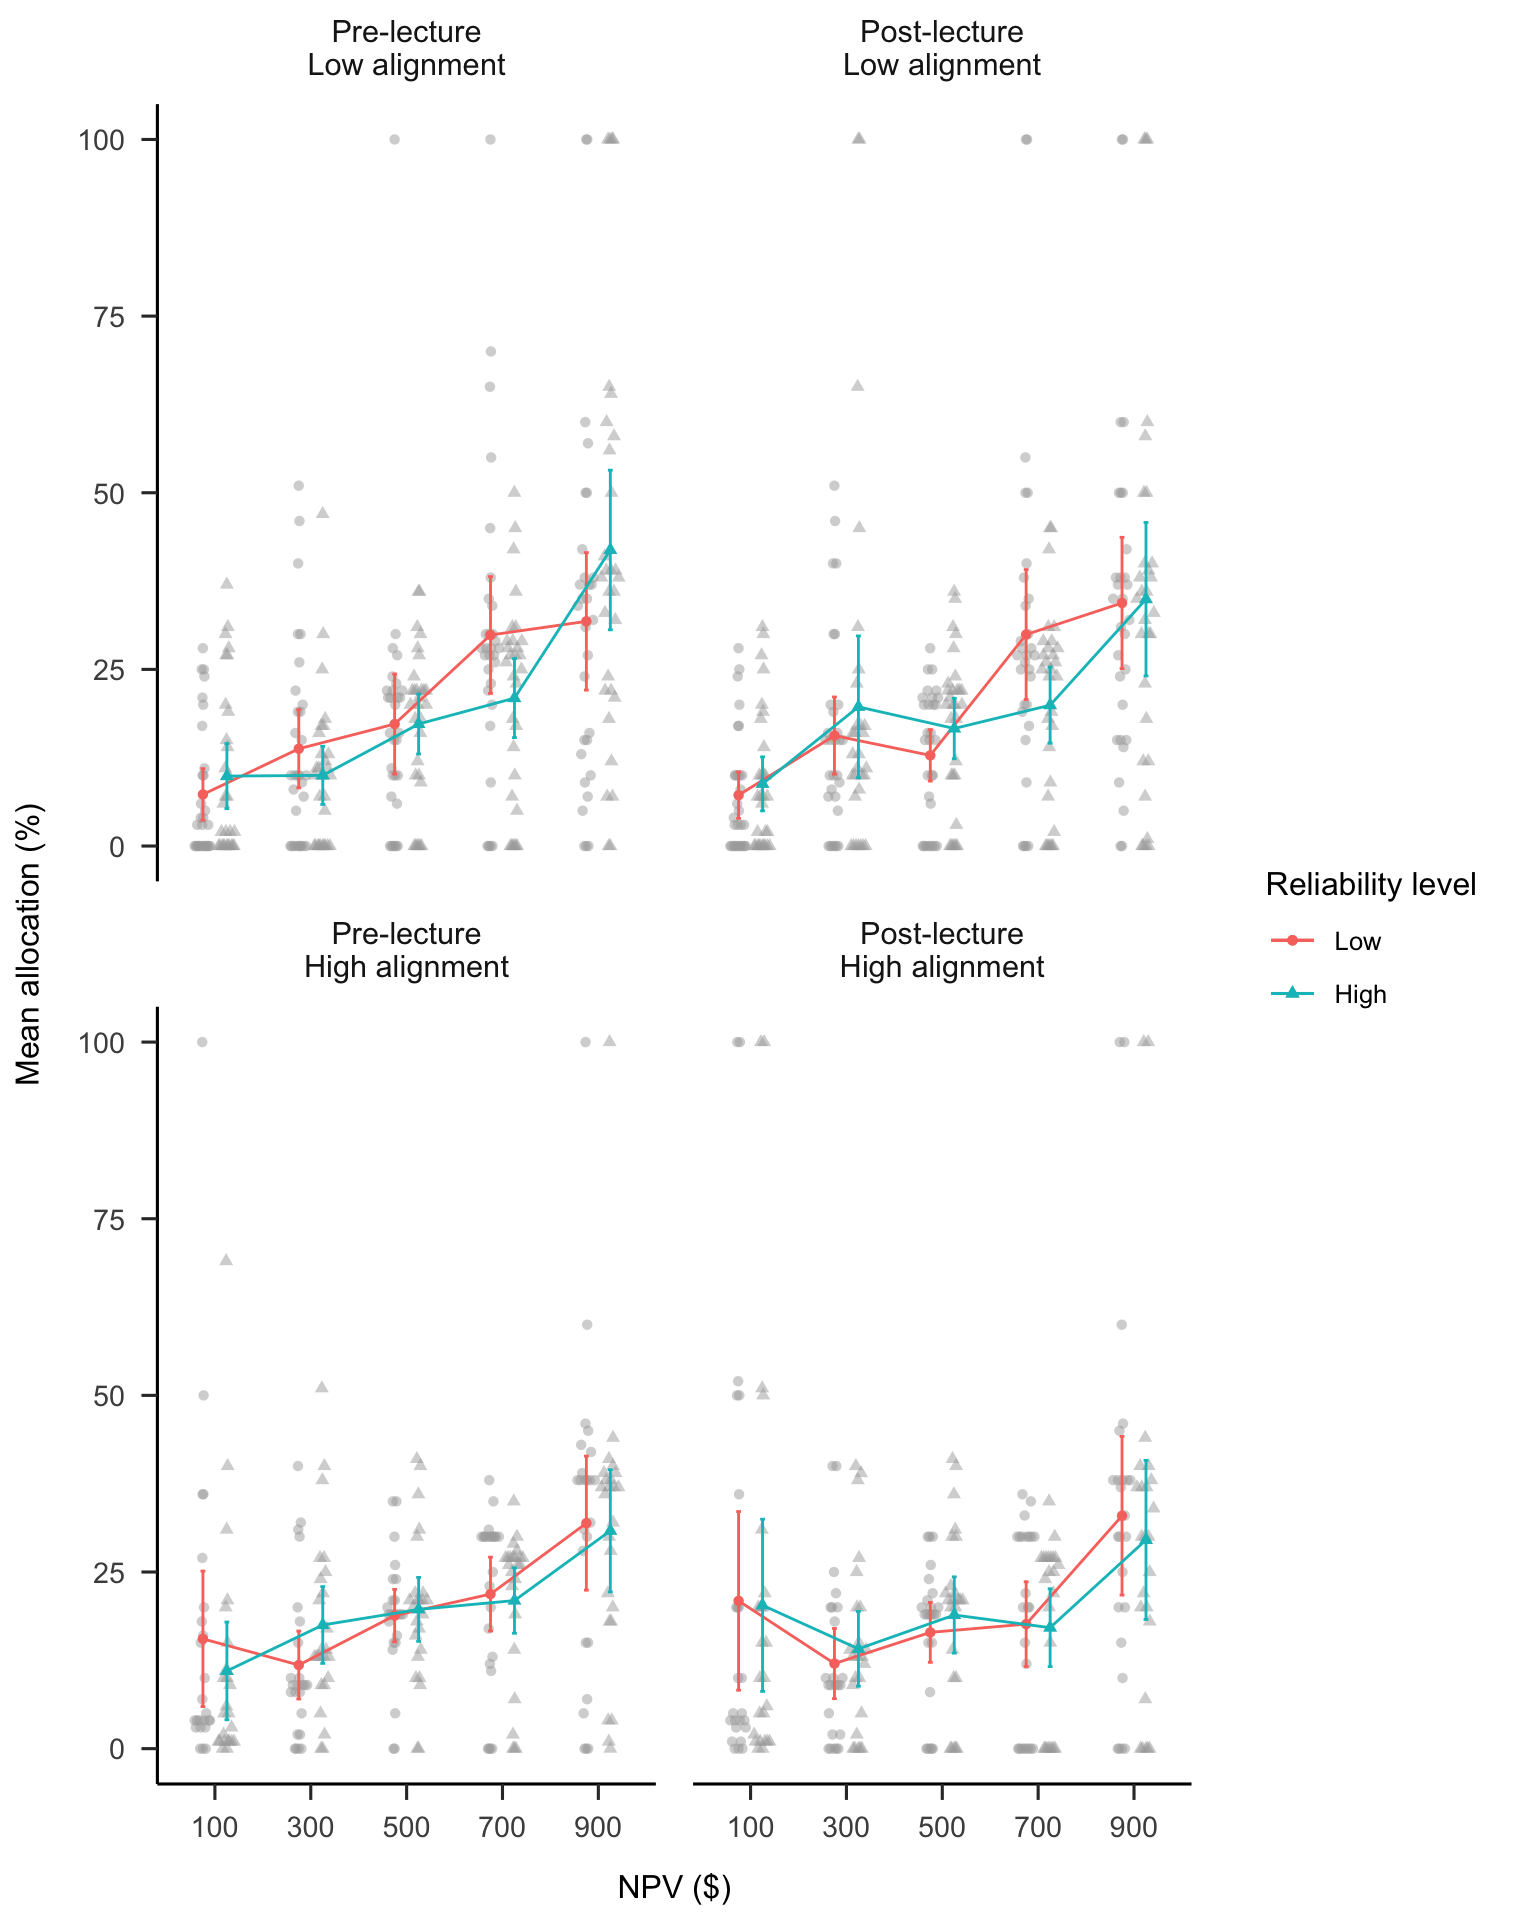 Pre-lecture
Low alignment
Post-lecture
Low alignment
100
75
50
25
0
Pre-lecture
High alignment
Post-lecture
High alignment
100
75
50
25
0
100
300
500
700
900
100
300
500
700
900
NPV ($)
Mean allocation (%)
Reliability level
Low
High